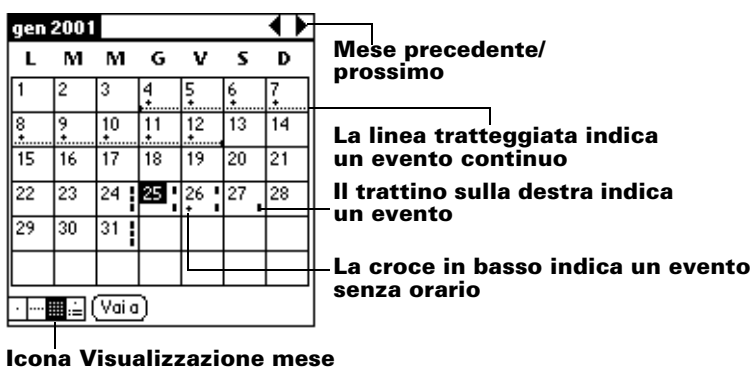 gen 2001
L M M G V S D
1 2 3 4 5 6 7
8 9 10 11 12 13 14
15 16 17 18 19 20 21
22 23 24 25 26 27 28
29 30 31
Vai a
Mese precedente/
prossimo
La linea tratteggiata indica
un evento continuo
Il trattino sulla destra indica
un evento
La croce in basso indica un evento
senza orario
Icona Visualizzazione mese